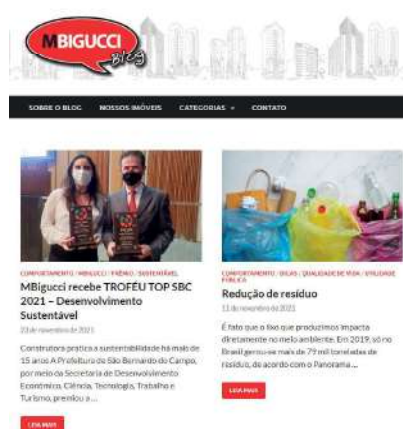 MBIGUCCI
Blog
SOBRE O BLOG NOSSOS IMÓVEIS CATEGORIAS CONTATO
COMPORTAMENTO / MBIGUCCI / PRÊMIO / SUSTENTÁVEL
MBigucci recebe TROFÉU TOP SBC
2021 – Desenvolvimento
Sustentável
23 de novembro de 2021
Construtora pratica a sustentabilidade há mais de
15 anos A Prefeitura de São Bernardo do Campo,
por meio da Secretaria de Desenvolvimento
Econômico, Ciência, Tecnologia, Trabalho e
Turismo, premiou a ...
LEIA MAIS
COMPORTAMENTO / DICAS / QUALIDADE DE VIDA / UTILIDADE
PÚBLICA
Redução de resíduo
11 de novembro de 2021
É fato que o lixo que produzimos impacta
diretamente no meio ambiente. Em 2019, só no
Brasil gerou-se mais de 79 mil toneladas de
resíduo, de acordo com o Panorama ...
LEIA MAIS